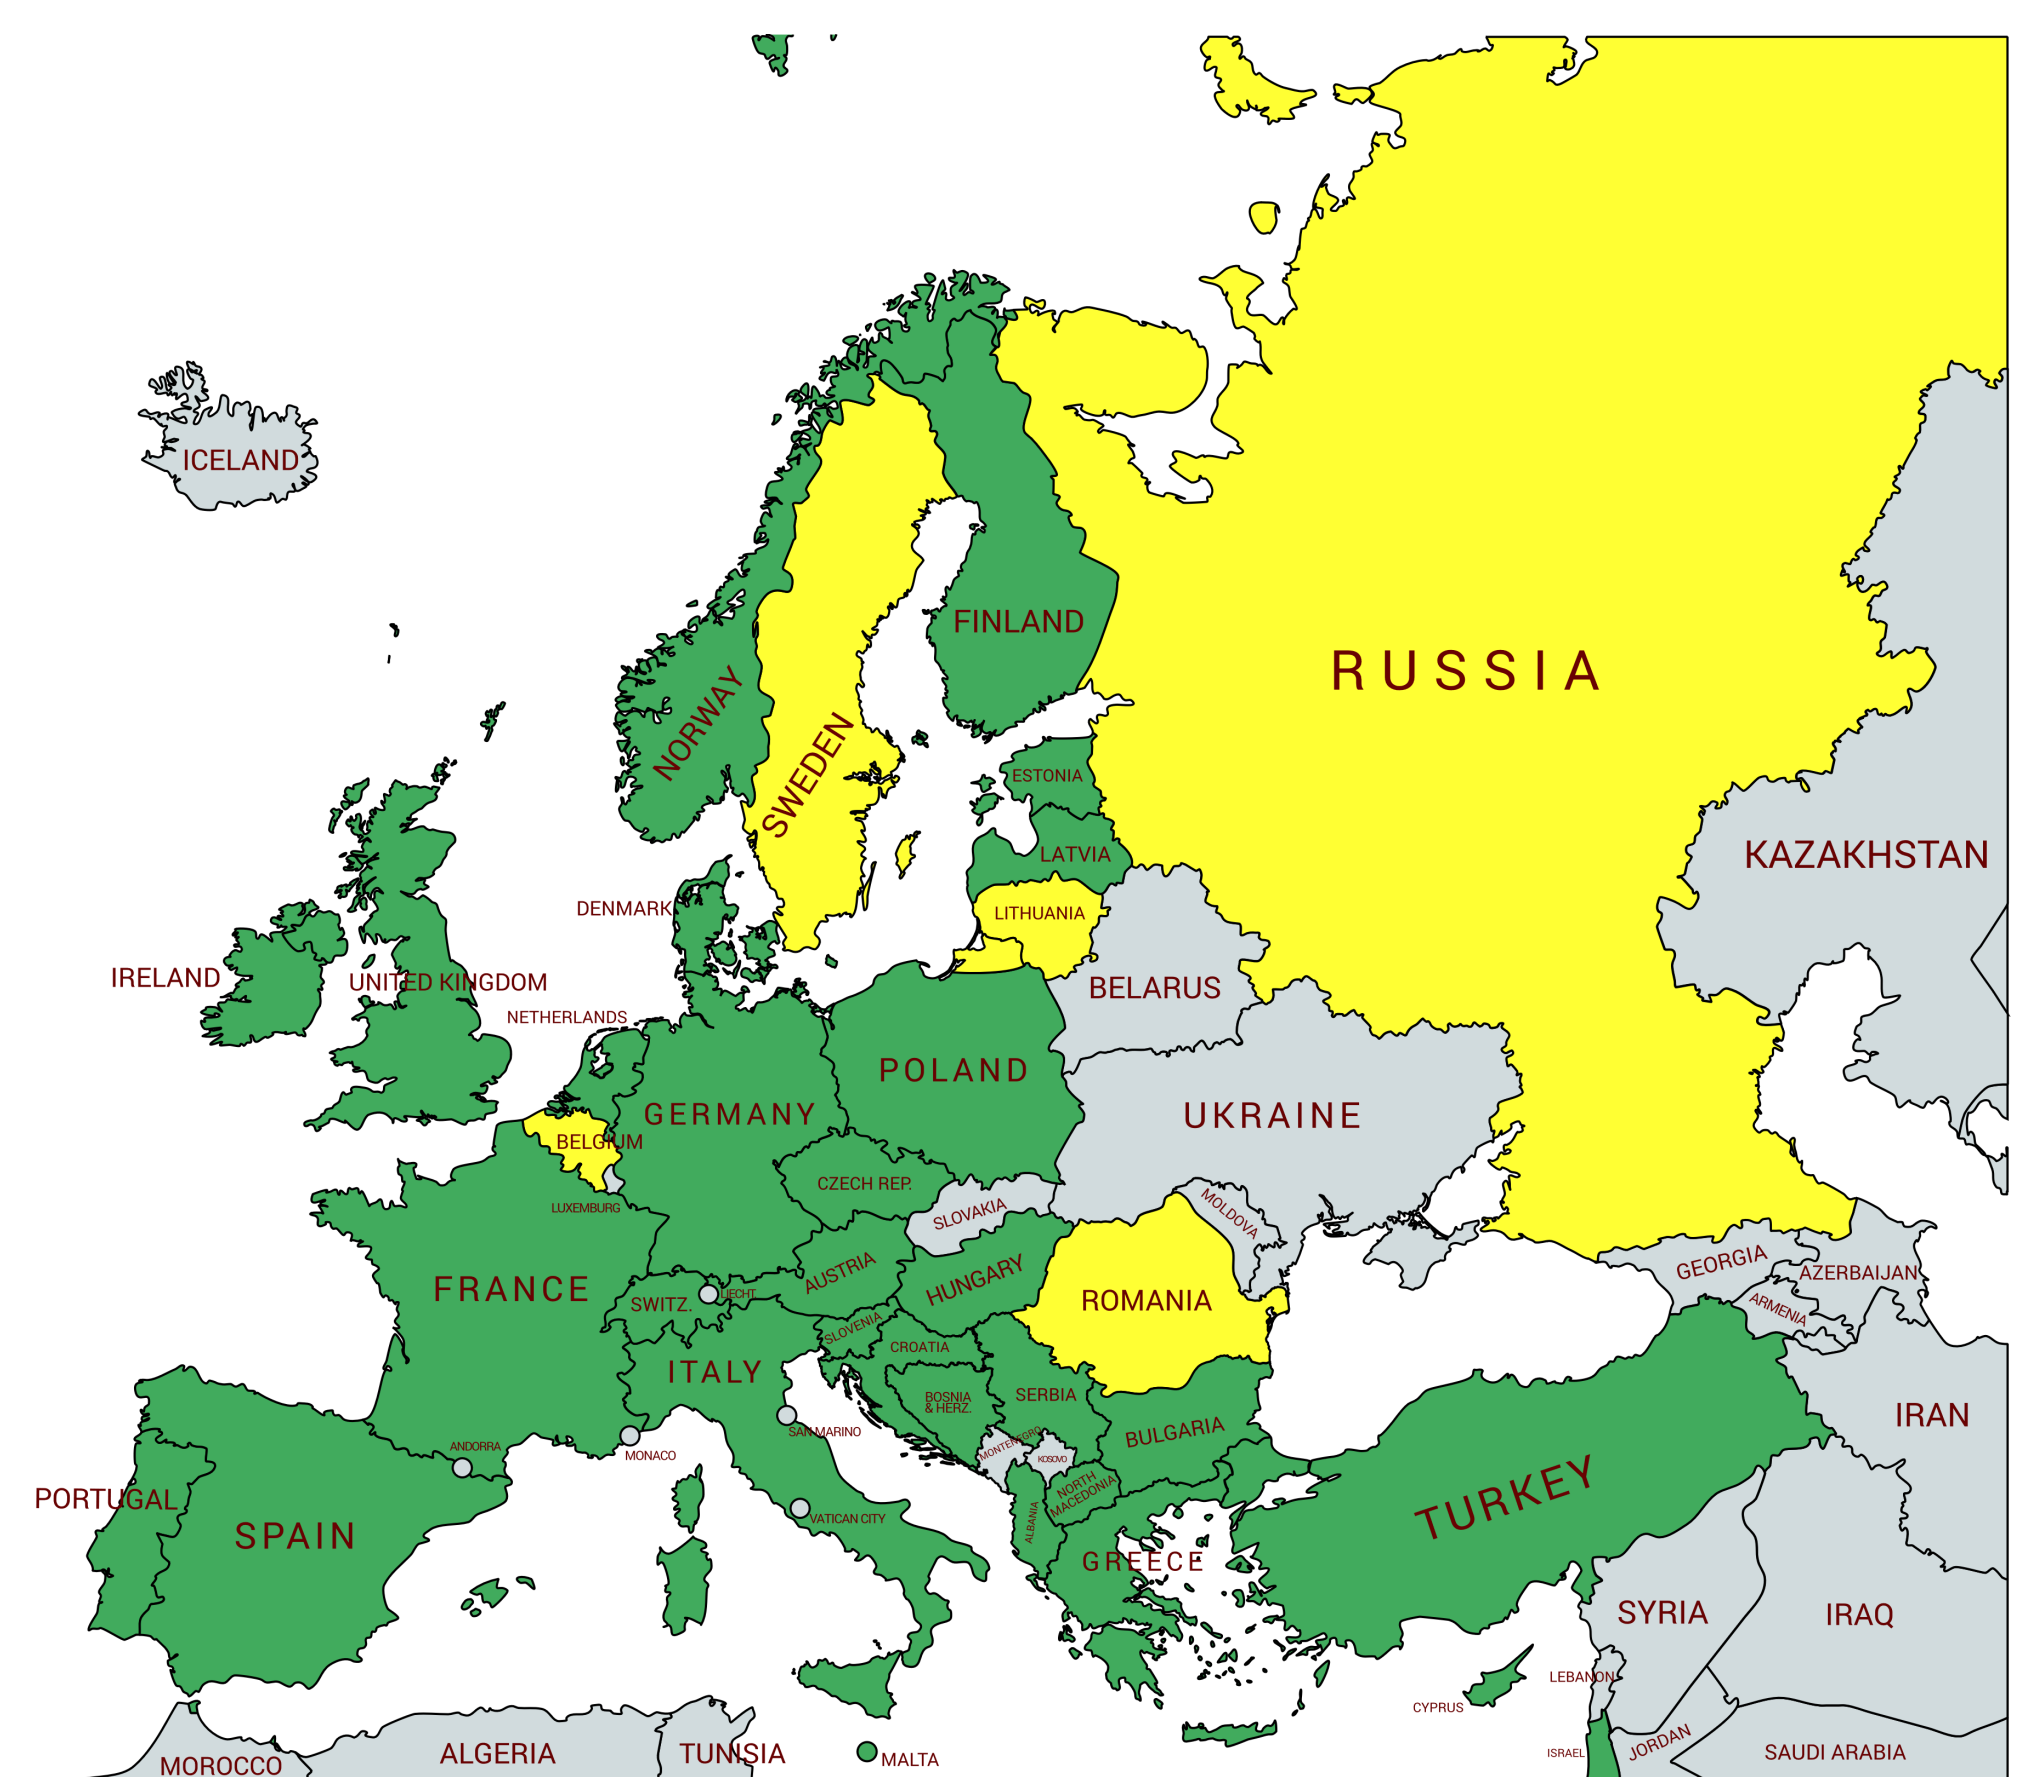 ICELAND
FINLAND
RUSSIA
NORWAY
SWEDEN
ESTONIA
LATVIA
KAZAKHSTAN
DENMARK
LITHUANIA
IRELAND
UNITED KINGDOM
BELARUS
NETHERLANDS
POLAND
GERMANY
UKRAINE
BELGIUM
CZECH REP.
LUXEMBURG
SLOVAKIA
MOLDOVA
FRANCE
AUSTRIA
HUNGARY
GEORGIA
AZERBAIJAN
SWITZ.
LIECHT.
ROMANIA
ARMENIA
SLOVENIA
CROATIA
ITALY
BOSNIA
& HERZ.
SERBIA
IRAN
SAN MARINO
BULGARIA
ANDORRA
MONACO
MONTENEGRO
KOSOVO
PORTUGAL
SPAIN
NORTH
MACEDONIA
TURKEY
VATICAN CITY
ALBANIA
GREECE
SYRIA
IRAQ
LEBANON
CYPRUS
MOROCCO
ALGERIA
TUNISIA
MALTA
ISRAEL
JORDAN
SAUDI ARABIA